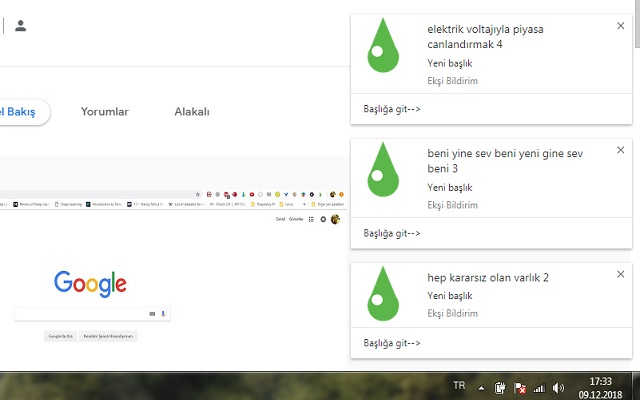 el Bakış
Yorumlar
Alakalı
Gmail
Görseller
Google
Google'da Ara
Kendimi Şanslı Hissediyorum
elektrik voltajıyla piyasa
canlandırmak 4
Yeni başlık
Ekşi Bildirim
Başlığa git-->
beni yine sev beni yeni gine sev
beni 3
Yeni başlık
Ekşi Bildirim
Başlığa git-->
hep kararsız olan varlık 2
Yeni başlık
Ekşi Bildirim
Başlığa git-->
TR
17:33
09.12.2018